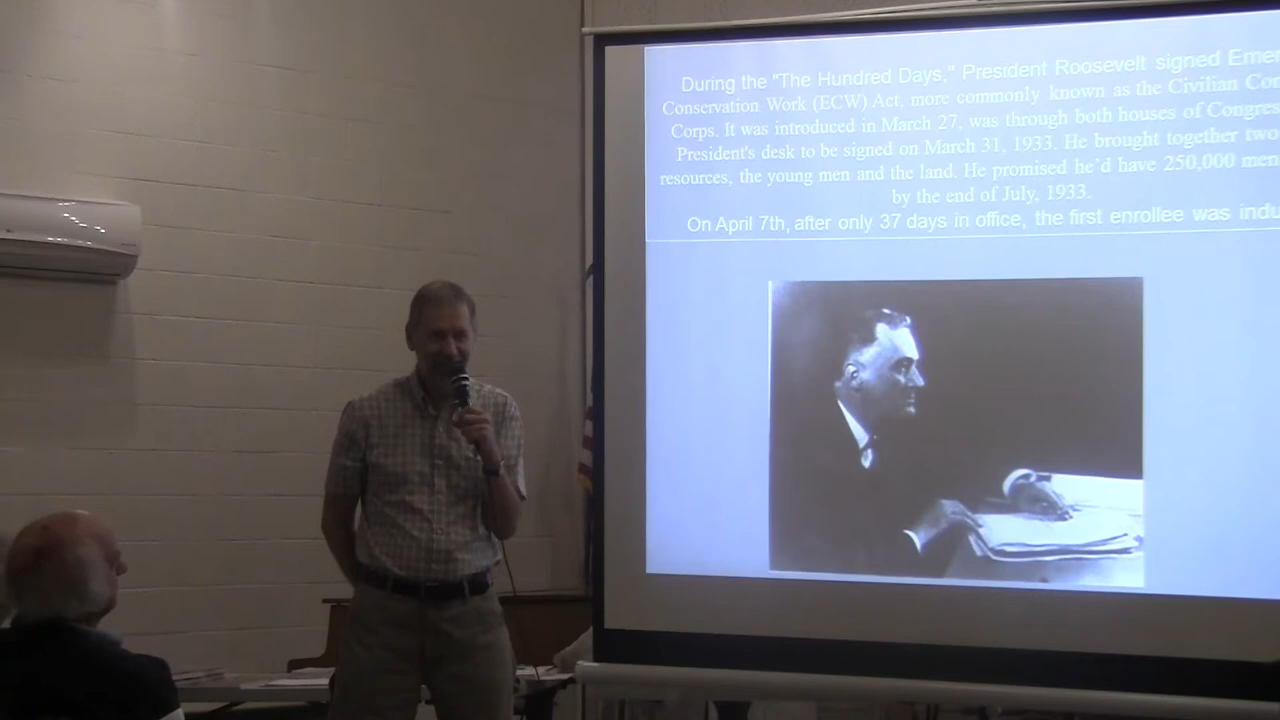 During the "The Hundred Days," President Roosevelt signed Emer
Conservation Work (ECW) Act, more commonly known as the Civilian Con
Corps. It was introduced in March 27, was through both houses of Congres
President's desk to be signed on March 31, 1933. He brought together two
resources, the young men and the land. He promised he'd have 250,000 men
by the end of July, 1933.
On April 7th, after only 37 days in office, the first enrollee was indu